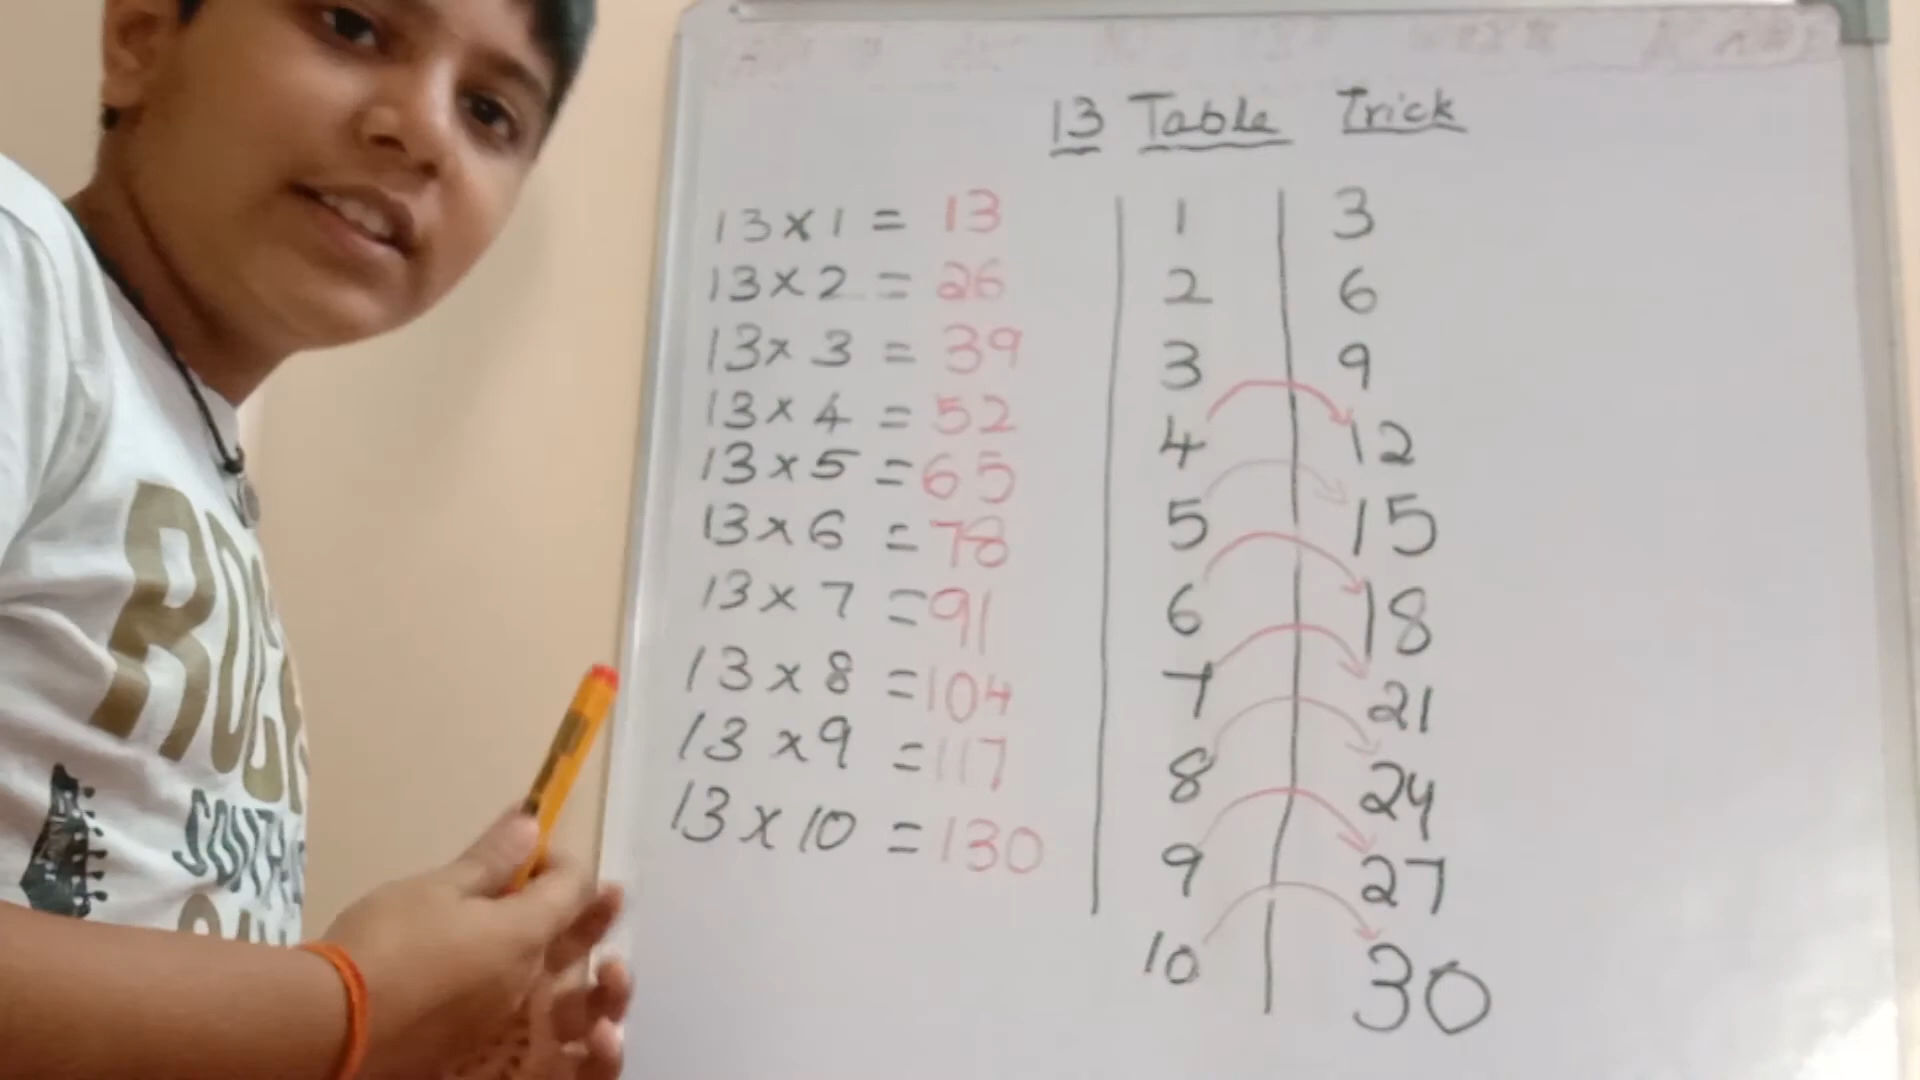 13 Table Trick
13 x 1 = 13
13 x 2 = 26
13 x 3 = 39
13 x 4 = 52
13 x 5 = 65
13 x 6 = 78
13 x 7 = 91
13 x 8 = 104
13 x 9 = 117
13 x 10 = 130
1 3
2 6
3 9
4 12
5 15
6 18
7 21
8 24
9 27
10 30